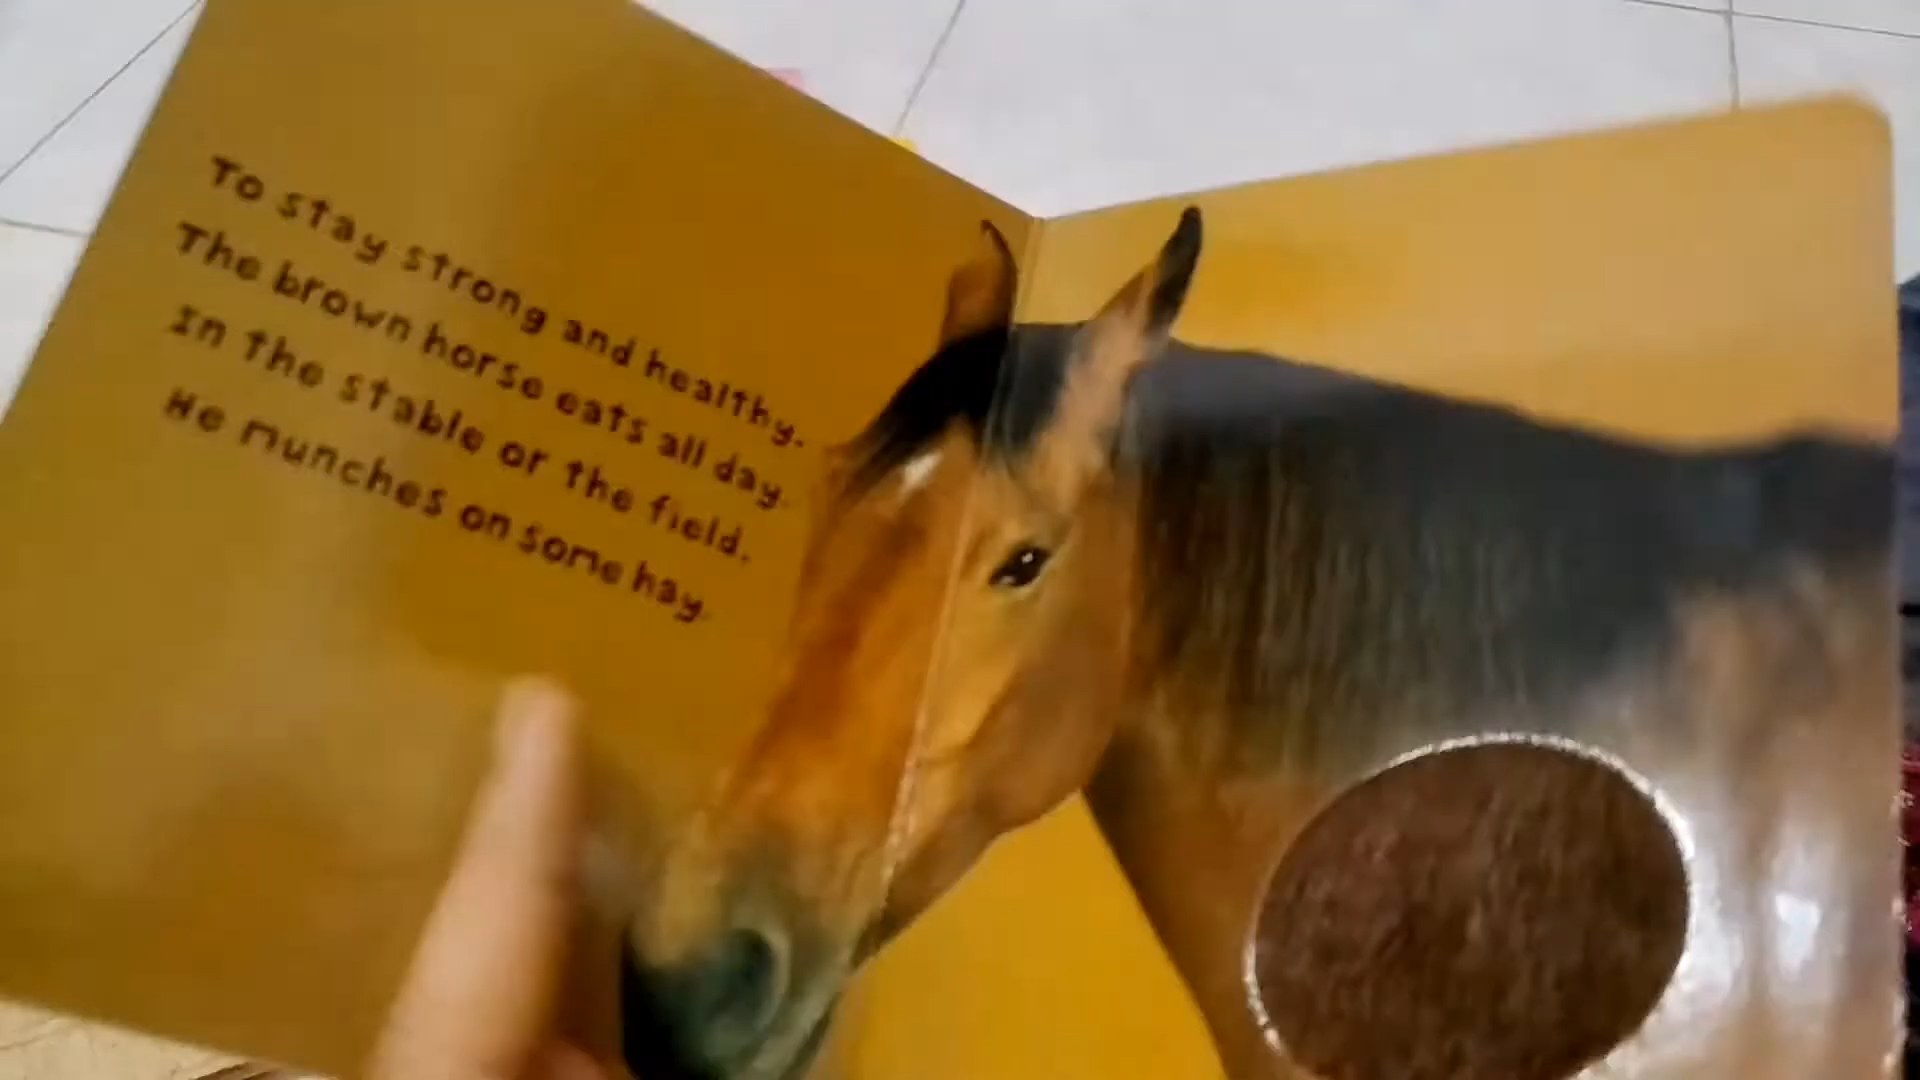 To stay strong and healthy.
The brown horse eats all day.
In the stable or the field.
He munches on some hay.